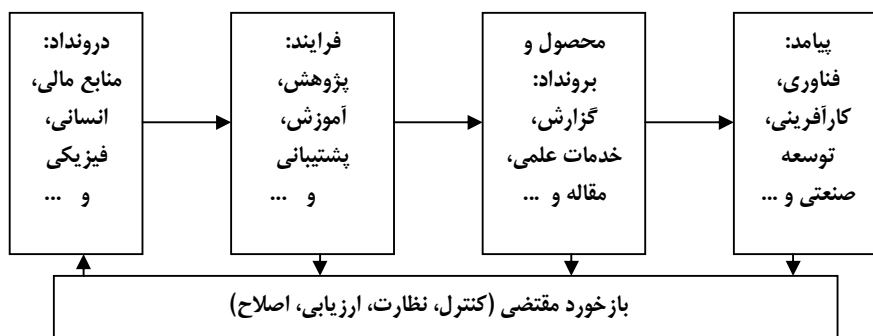 درونداد:
منابع مالی،
انسانی،
فیزیکی
و ...
فرایند:
پژوهش،
آموزش،
پشتیبانی
و ...
محصول و
برونداد:
گزارش،
خدمات علمی،
مقاله و ...
پیامد:
فناوری،
کارآفرینی،
توسعه
صنعتی و ...
بازخورد مقتضی (کنترل، نظارت، ارزیابی، اصلاح)